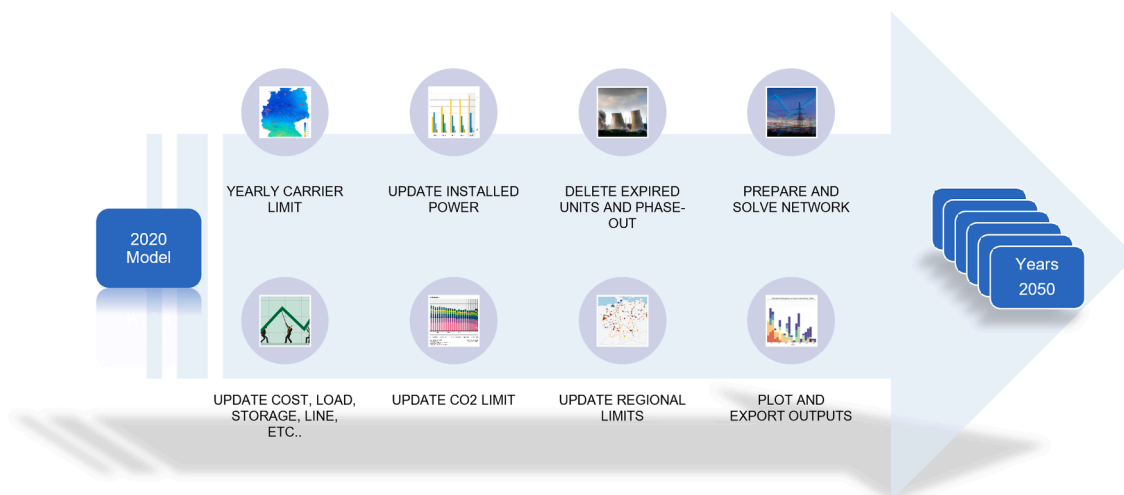 2020
Model
YEARLY CARRIER
LIMIT
UPDATE INSTALLED
POWER
DELETE EXPIRED
UNITS AND PHASE-
OUT
PREPARE AND
SOLVE NETWORK
UPDATE COST, LOAD,
STORAGE, LINE,
ETC..
UPDATE CO2 LIMIT
UPDATE REGIONAL
LIMITS
PLOT AND
EXPORT OUTPUTS
Years
2050